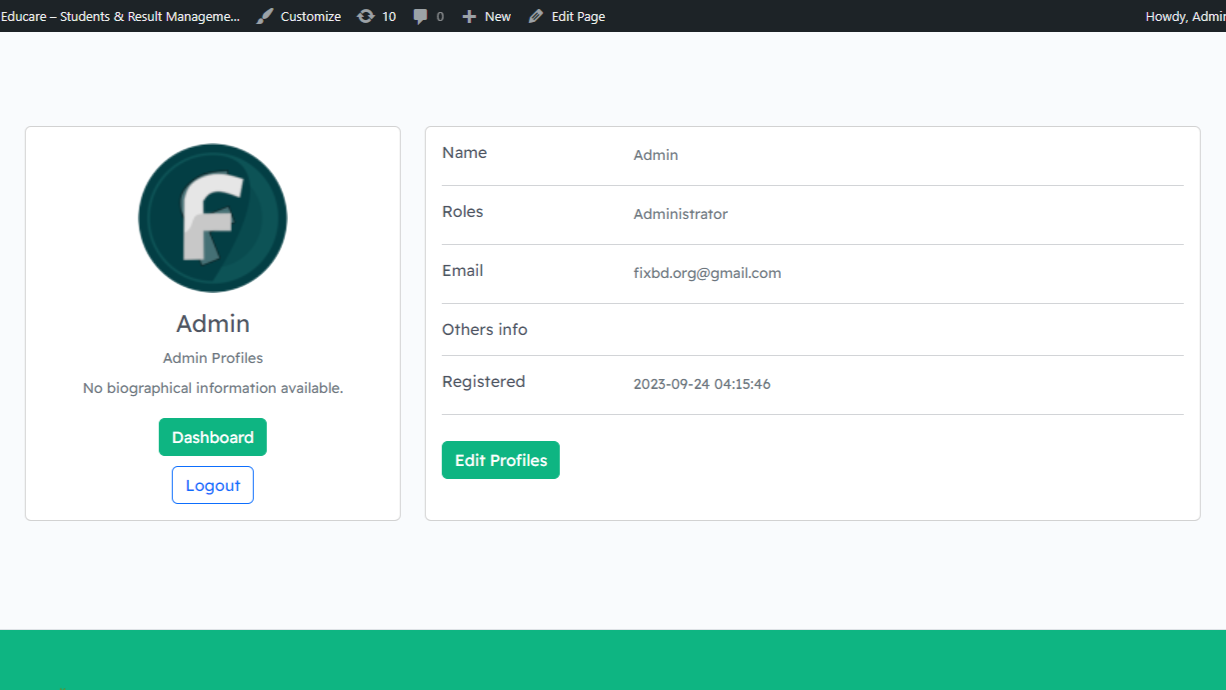 Educare – Students & Result Manageme... Customize 10 0 New Edit Page Howdy, Admin
F
Admin
Admin Profiles
No biographical information available.
Dashboard
Logout
Name Admin
Roles Administrator
Email fixbd.org@gmail.com
Others info
Registered 2023-09-24 04:15:46
Edit Profiles